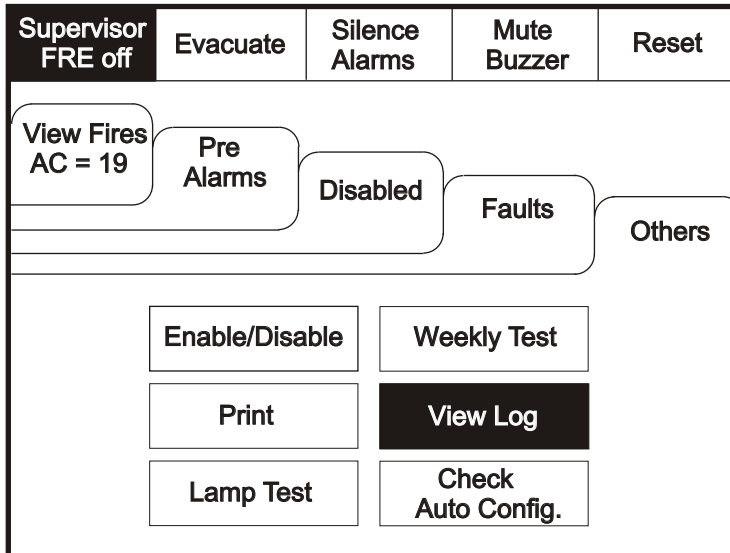 Supervisor
FRE off
Evacuate
Silence
Alarms
Mute
Buzzer
Reset
View Fires
AC = 19
Pre
Alarms
Disabled
Faults
Others
Enable/Disable
Weekly Test
Print
View Log
Lamp Test
Check
Auto Config.